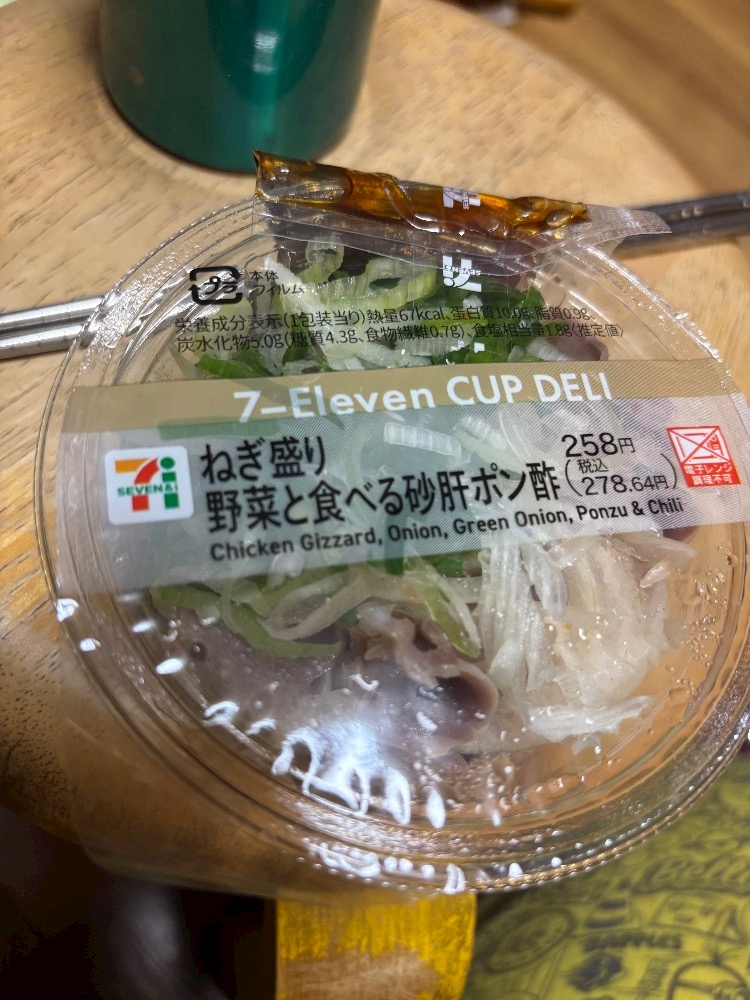 プラ
本体
フィルム
栄養成分表示(1包装当り)熱量67kcal、蛋白質10.0g、脂質0.9g、
炭水化物5.0g(糖質4.3g、食物繊維0.7g)、食塩相当量1.8g(推定値)
7-Eleven CUP DELI
SEVEN&i
ねぎ盛り
野菜と食べる砂肝ポン酢
258円
(税込
278.64円)
Chicken Gizzard, Onion, Green Onion, Ponzu & Chili
電子レンジ
調理不可